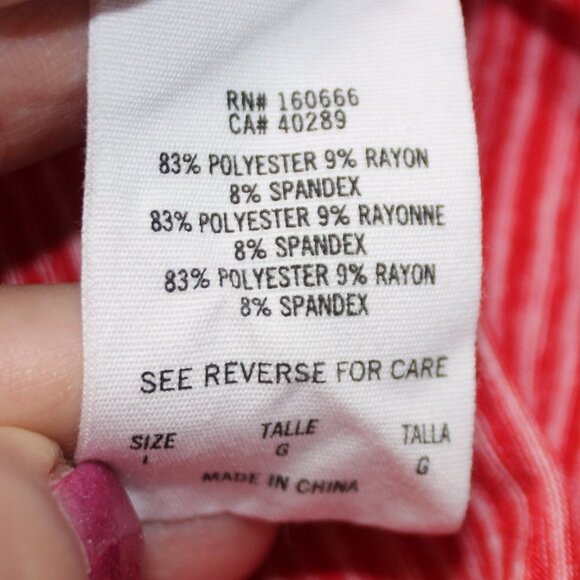 RN# 160666
CA# 40289
83% POLYESTER 9% RAYON
8% SPANDEX
83% POLYESTER 9% RAYONNE
8% SPANDEX
83% POLYESTER 9% RAYON
8% SPANDEX
SEE REVERSE FOR CARE
SIZE TALLE TALLA
G G
MADE IN CHINA